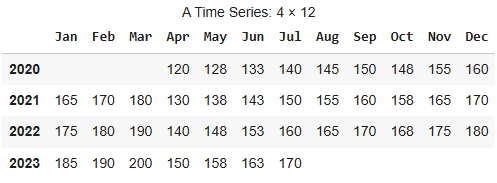 A Time Series: 4 × 12
Jan Feb Mar Apr May Jun Jul Aug Sep Oct Nov Dec
2020 120 128 133 140 145 150 148 155 160
2021 165 170 180 130 138 143 150 155 160 158 165 170
2022 175 180 190 140 148 153 160 165 170 168 175 180
2023 185 190 200 150 158 163 170